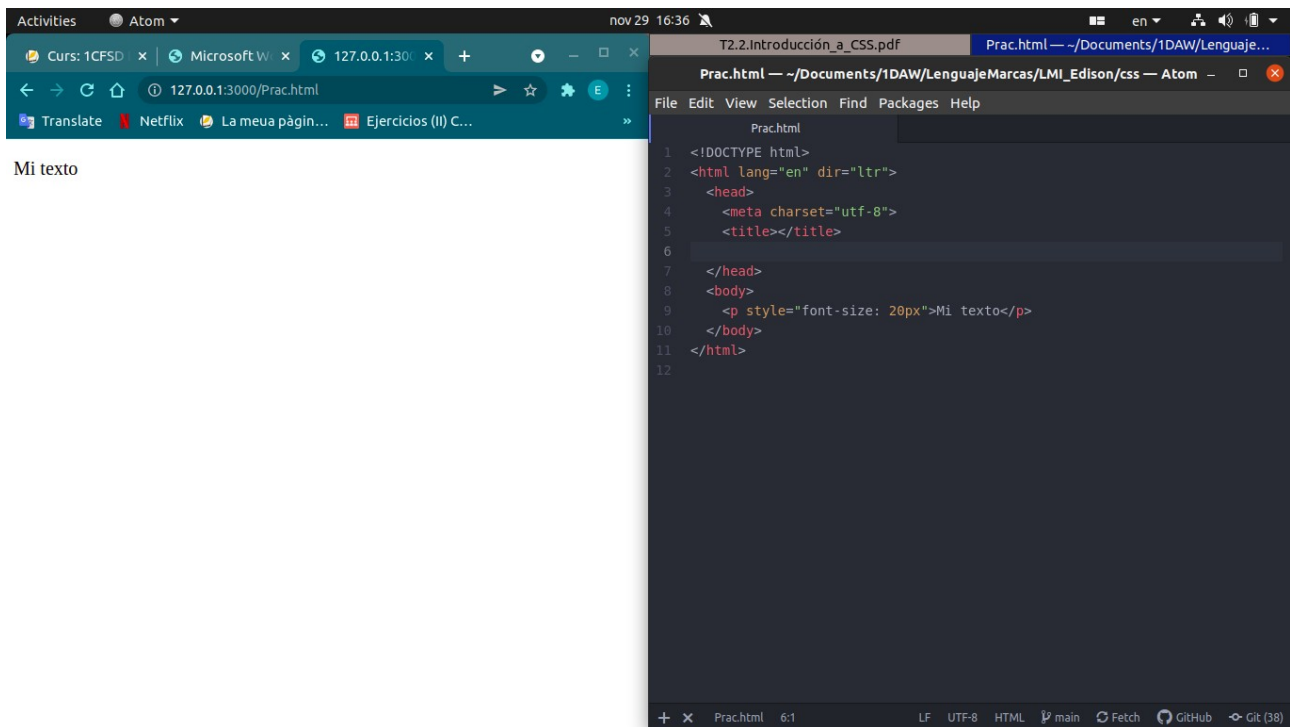 Activities Atom nov 29 16:36 en
Curs: 1CFSD Microsoft W 127.0.0.1:300
127.0.0.1:3000/Prac.html E
Translate Netflix La meua pàgin... Ejercicios (II) C... »
Mi texto
T2.2.Introducción_a_CSS.pdf Prac.html — ~/Documents/1DAW/Lenguaje...
Prac.html — ~/Documents/1DAW/LenguajeMarcas/LMI_Edison/css — Atom
File Edit View Selection Find Packages Help
Prac.html
1 <!DOCTYPE html>
2 <html lang="en" dir="ltr">
3 <head>
4 <meta charset="utf-8">
5 <title></title>
6
7 </head>
8 <body>
9 <p style="font-size: 20px">Mi texto</p>
10 </body>
11 </html>
12
Prac.html 6:1 LF UTF-8 HTML main Fetch GitHub Git (38)